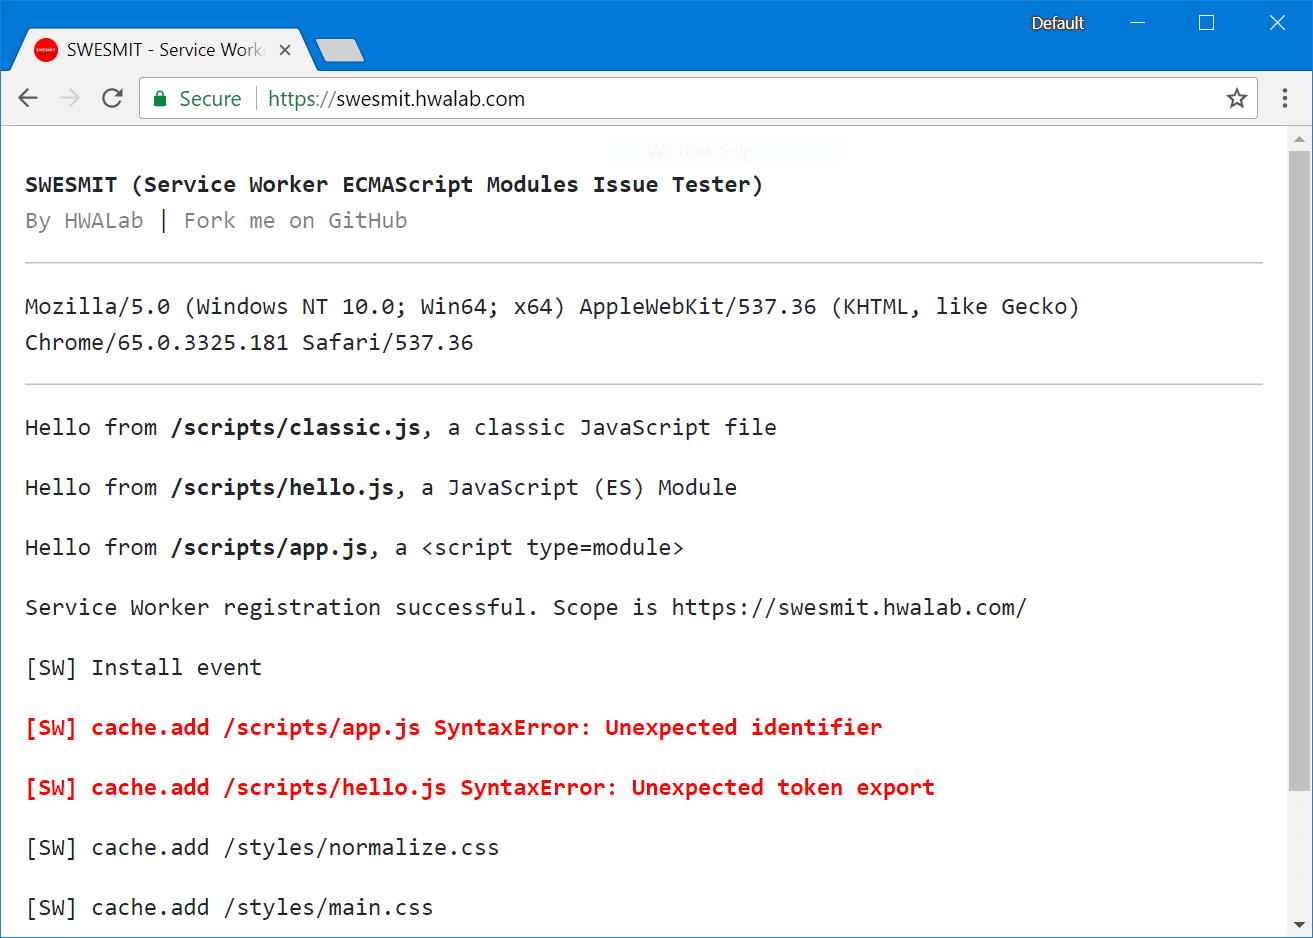 Default
SWESMIT - Service Work
Secure https://swesmit.hwalab.com
Window Snip
SWESMIT (Service Worker ECMAScript Modules Issue Tester)
By HWALab | Fork me on GitHub
Mozilla/5.0 (Windows NT 10.0; Win64; x64) AppleWebKit/537.36 (KHTML, like Gecko)
Chrome/65.0.3325.181 Safari/537.36
Hello from /scripts/classic.js, a classic JavaScript file
Hello from /scripts/hello.js, a JavaScript (ES) Module
Hello from /scripts/app.js, a <script type=module>
Service Worker registration successful. Scope is https://swesmit.hwalab.com/
[SW] Install event
[SW] cache.add /scripts/app.js SyntaxError: Unexpected identifier
[SW] cache.add /scripts/hello.js SyntaxError: Unexpected token export
[SW] cache.add /styles/normalize.css
[SW] cache.add /styles/main.css